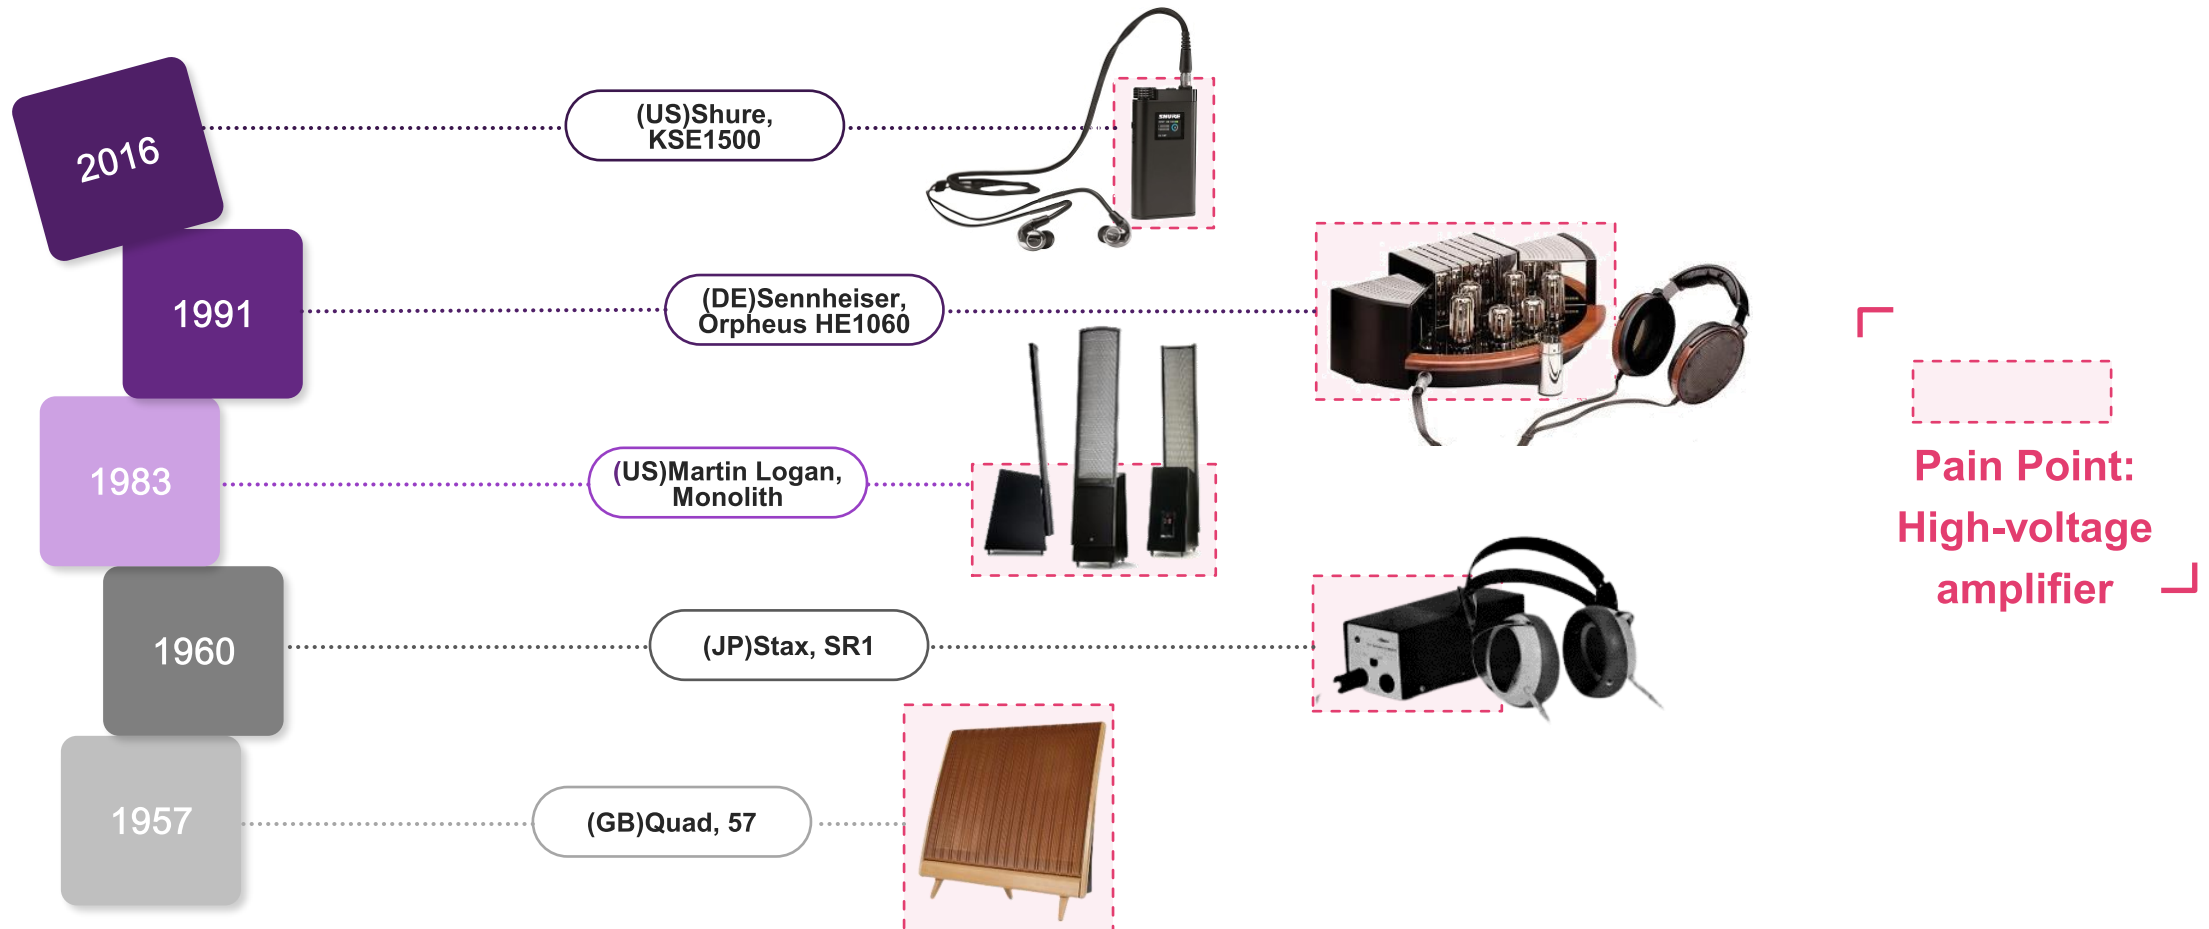 2016
(US)Shure,
KSE1500
SHURE
1991
(DE)Sennheiser,
Orpheus HE1060
1983
(US)Martin Logan,
Monolith
1960
(JP)Stax, SR1
1957
(GB)Quad, 57
Pain Point:
High-voltage
amplifier